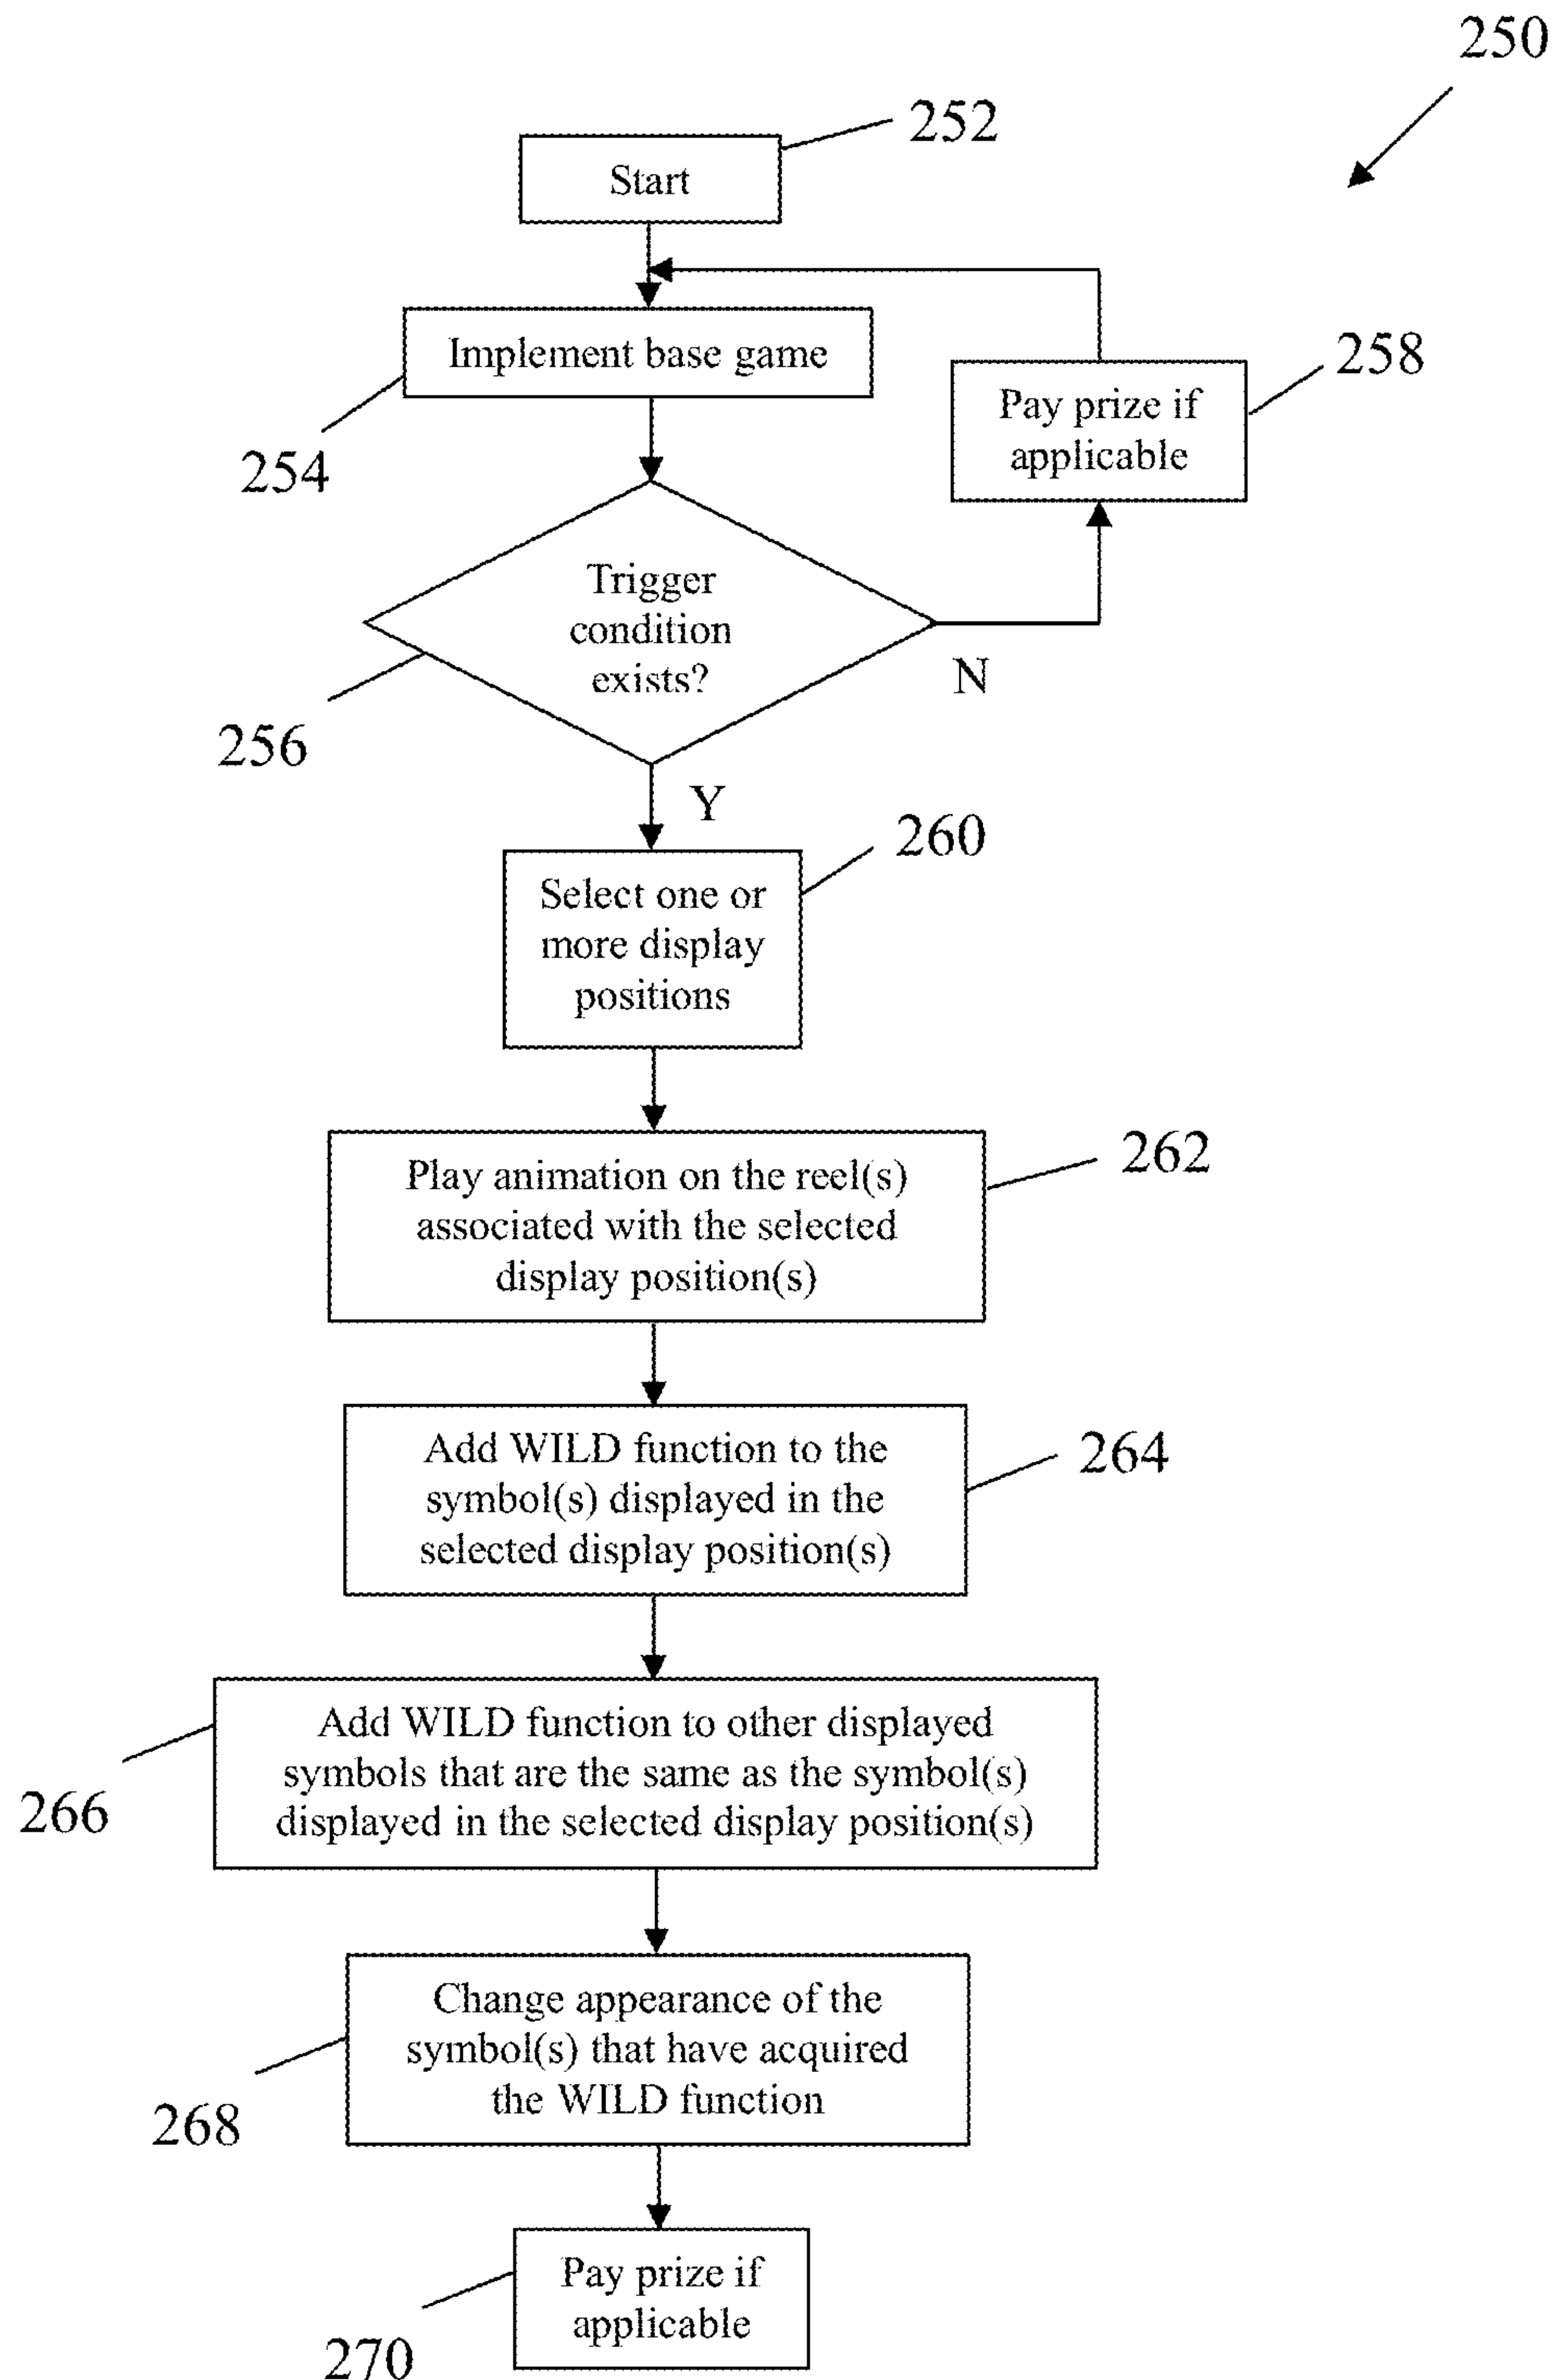 250
252
Start
Implement base game
254
258
Pay prize if
applicable
Trigger
condition
exists?
N
256
Y
260
Select one or
more display
positions
262
Play animation on the reel(s)
associated with the selected
display position(s)
264
Add WILD function to the
symbol(s) displayed in the
selected display position(s)
Add WILD function to other displayed
symbols that are the same as the symbol(s)
displayed in the selected display position(s)
266
Change appearance of the
symbol(s) that have acquired
the WILD function
268
Pay prize if
applicable
270